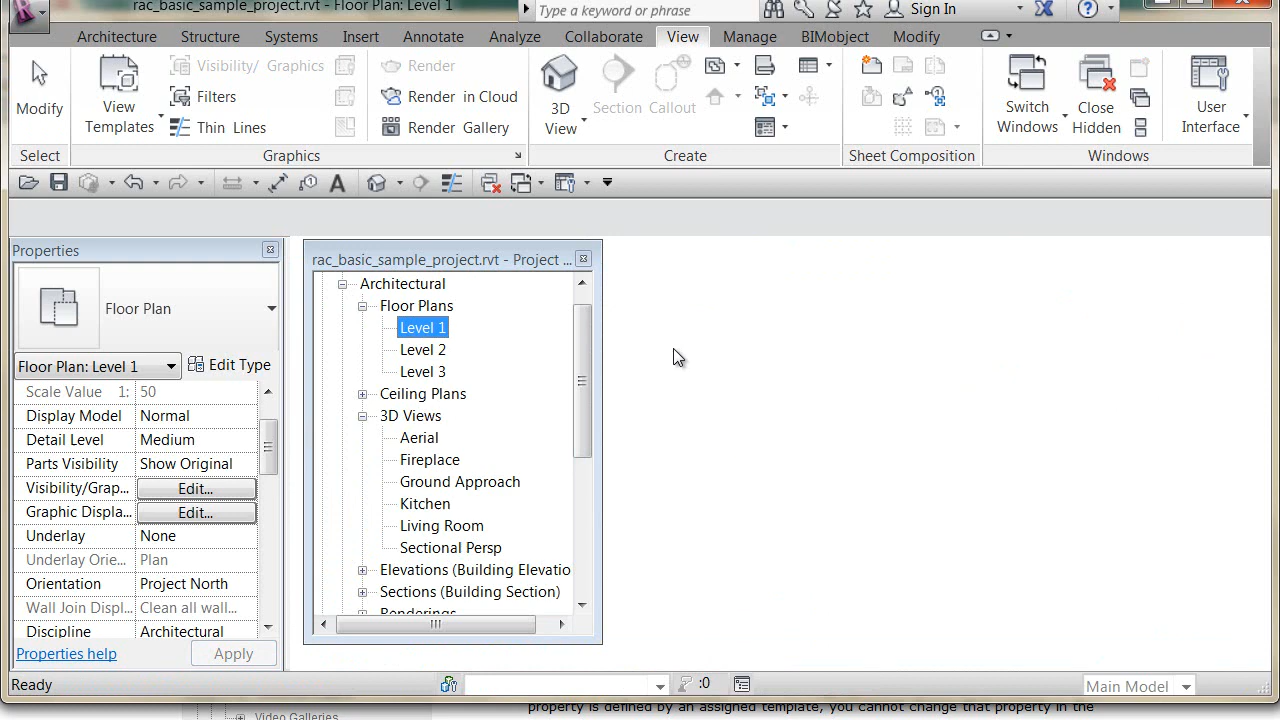 rac_basic_sample_project.rvt - Floor Plan: Level 1
Type a keyword or phrase
Sign In
Architecture Structure Systems Insert Annotate Analyze Collaborate View Manage BIMobject Modify
Modify
View Templates
Visibility/ Graphics
Filters
Thin Lines
Render
Render in Cloud
Render Gallery
3D View
Section
Callout
Switch Windows
Close Hidden
User Interface
Select Graphics Create Sheet Composition Windows
Properties
Floor Plan
Floor Plan: Level 1 Edit Type
Scale Value 1: 50
Display Model Normal
Detail Level Medium
Parts Visibility Show Original
Visibility/Grap... Edit...
Graphic Displa... Edit...
Underlay None
Underlay Orie... Plan
Orientation Project North
Wall Join Displ... Clean all wall...
Discipline Architectural
Properties help Apply
rac_basic_sample_project.rvt - Project ...
Architectural
Floor Plans
Level 1
Level 2
Level 3
Ceiling Plans
3D Views
Aerial
Fireplace
Ground Approach
Kitchen
Living Room
Sectional Persp
Elevations (Building Elevatio
Sections (Building Section)
Renderings
Ready
:0
Main Model
Video Galleries
property is defined by an assigned template, you cannot change that property in the